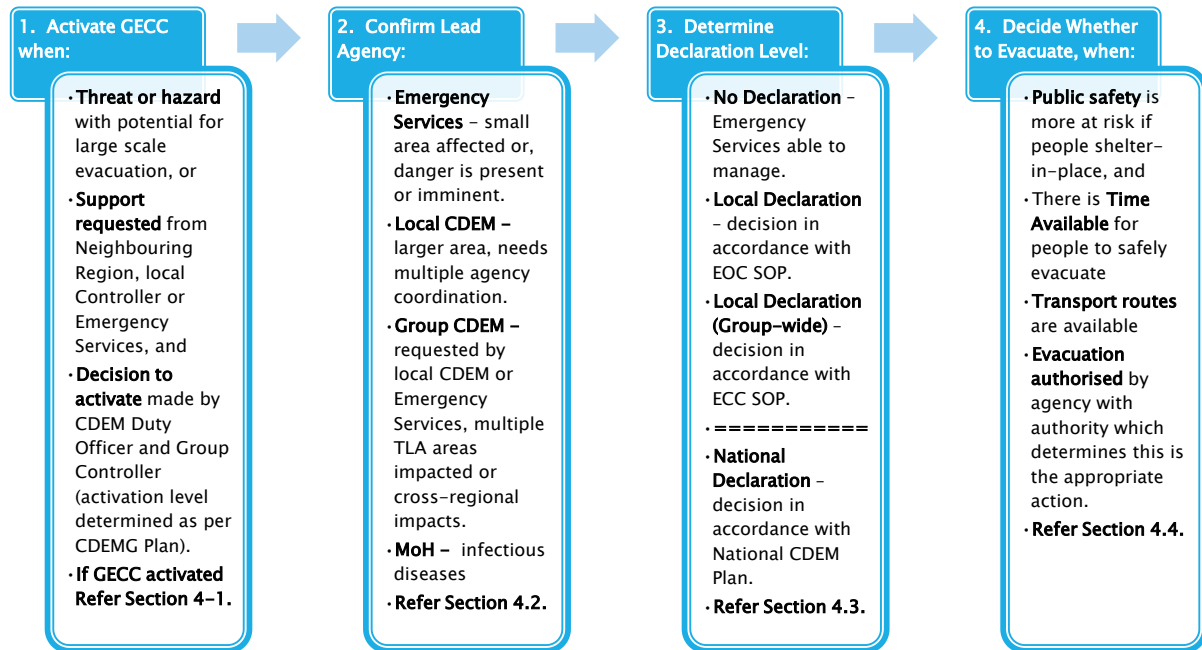 1. Activate GECC
when:
·Threat or hazard
with potential for
large scale
evacuation, or
·Support
requested from
Neighbouring
Region, local
Controller or
Emergency
Services, and
·Decision to
activate made by
CDEM Duty
Officer and Group
Controller
(activation level
determined as per
CDEMG Plan).
·If GECC activated
Refer Section 4-1.
2. Confirm Lead
Agency:
·Emergency
Services – small
area affected or,
danger is present
or imminent.
·Local CDEM –
larger area, needs
multiple agency
coordination.
·Group CDEM –
requested by
local CDEM or
Emergency
Services, multiple
TLA areas
impacted or
cross-regional
impacts.
·MoH – infectious
diseases
·Refer Section 4.2.
3. Determine
Declaration Level:
·No Declaration –
Emergency
Services able to
manage.
·Local Declaration
– decision in
accordance with
EOC SOP.
·Local Declaration
(Group-wide) –
decision in
accordance with
ECC SOP.
·===========
·National
Declaration –
decision in
accordance with
National CDEM
Plan.
·Refer Section 4.3.
4. Decide Whether
to Evacuate, when:
·Public safety is
more at risk if
people shelter-
in-place, and
·There is Time
Available for
people to safely
evacuate
·Transport routes
are available
·Evacuation
authorised by
agency with
authority which
determines this is
the appropriate
action.
·Refer Section 4.4.